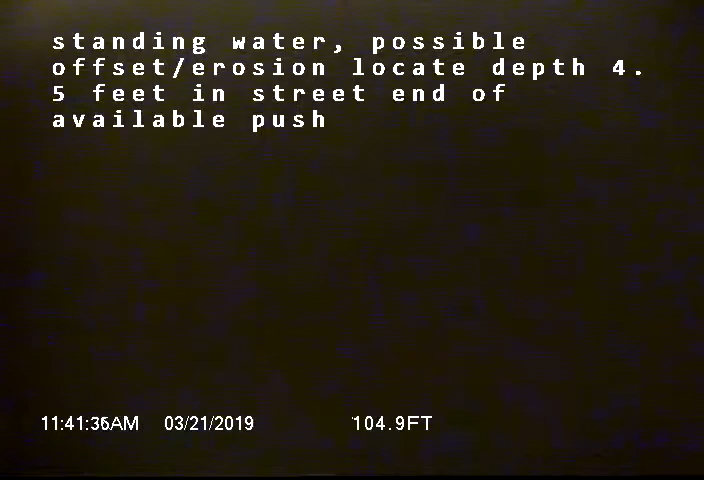 standing water, possible
offset/erosion locate depth 4.
5 feet in street end of
available push
11:41:36AM 03/21/2019 104.9FT